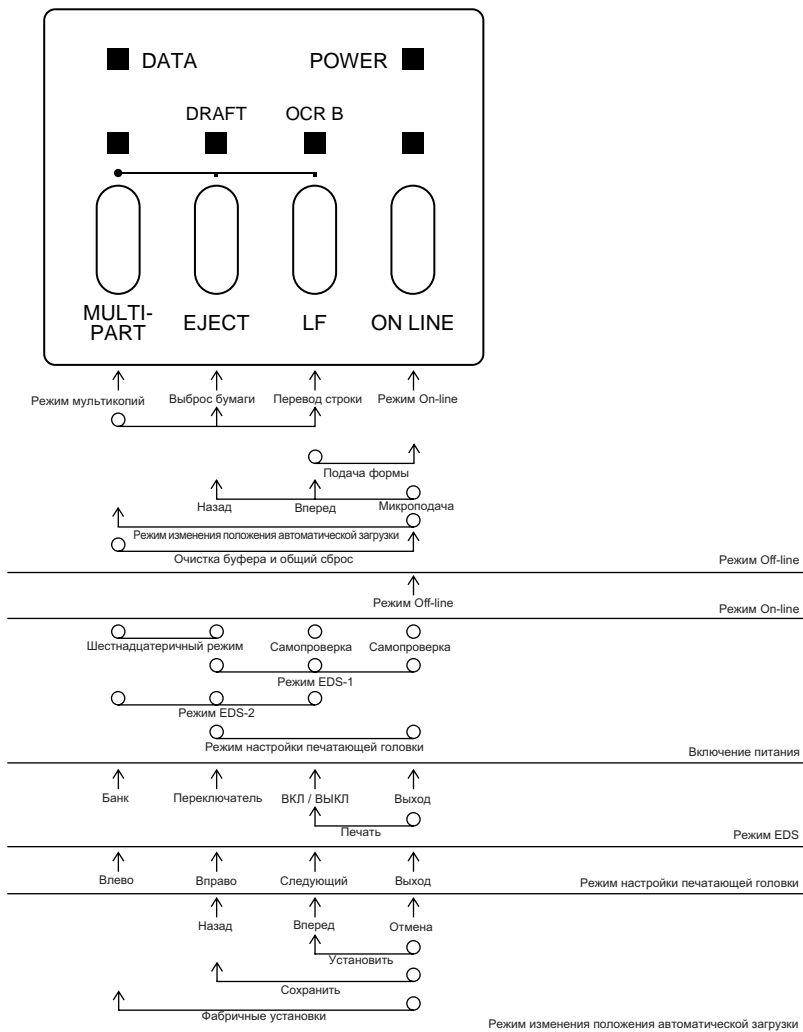 DATA POWER
DRAFT OCR B
MULTI-
PART EJECT LF ON LINE
Режим мультикопий Выброс бумаги Перевод строки Режим On-line
Подача формы
Назад Вперед Микроподача
Режим изменения положения автоматической загрузки
Очистка буфера и общий сброс Режим Off-line
Режим Off-line
Режим On-line
Шестнадцатеричный режим Самопроверка Самопроверка
Режим EDS-1
Режим EDS-2
Режим настройки печатающей головки Включение питания
Банк Переключатель ВКЛ / ВЫКЛ Выход
Печать Режим EDS
Влево Вправо Следующий Выход Режим настройки печатающей головки
Назад Вперед Отмена
Установить
Сохранить
Фабричные установки
Режим изменения положения автоматической загрузки